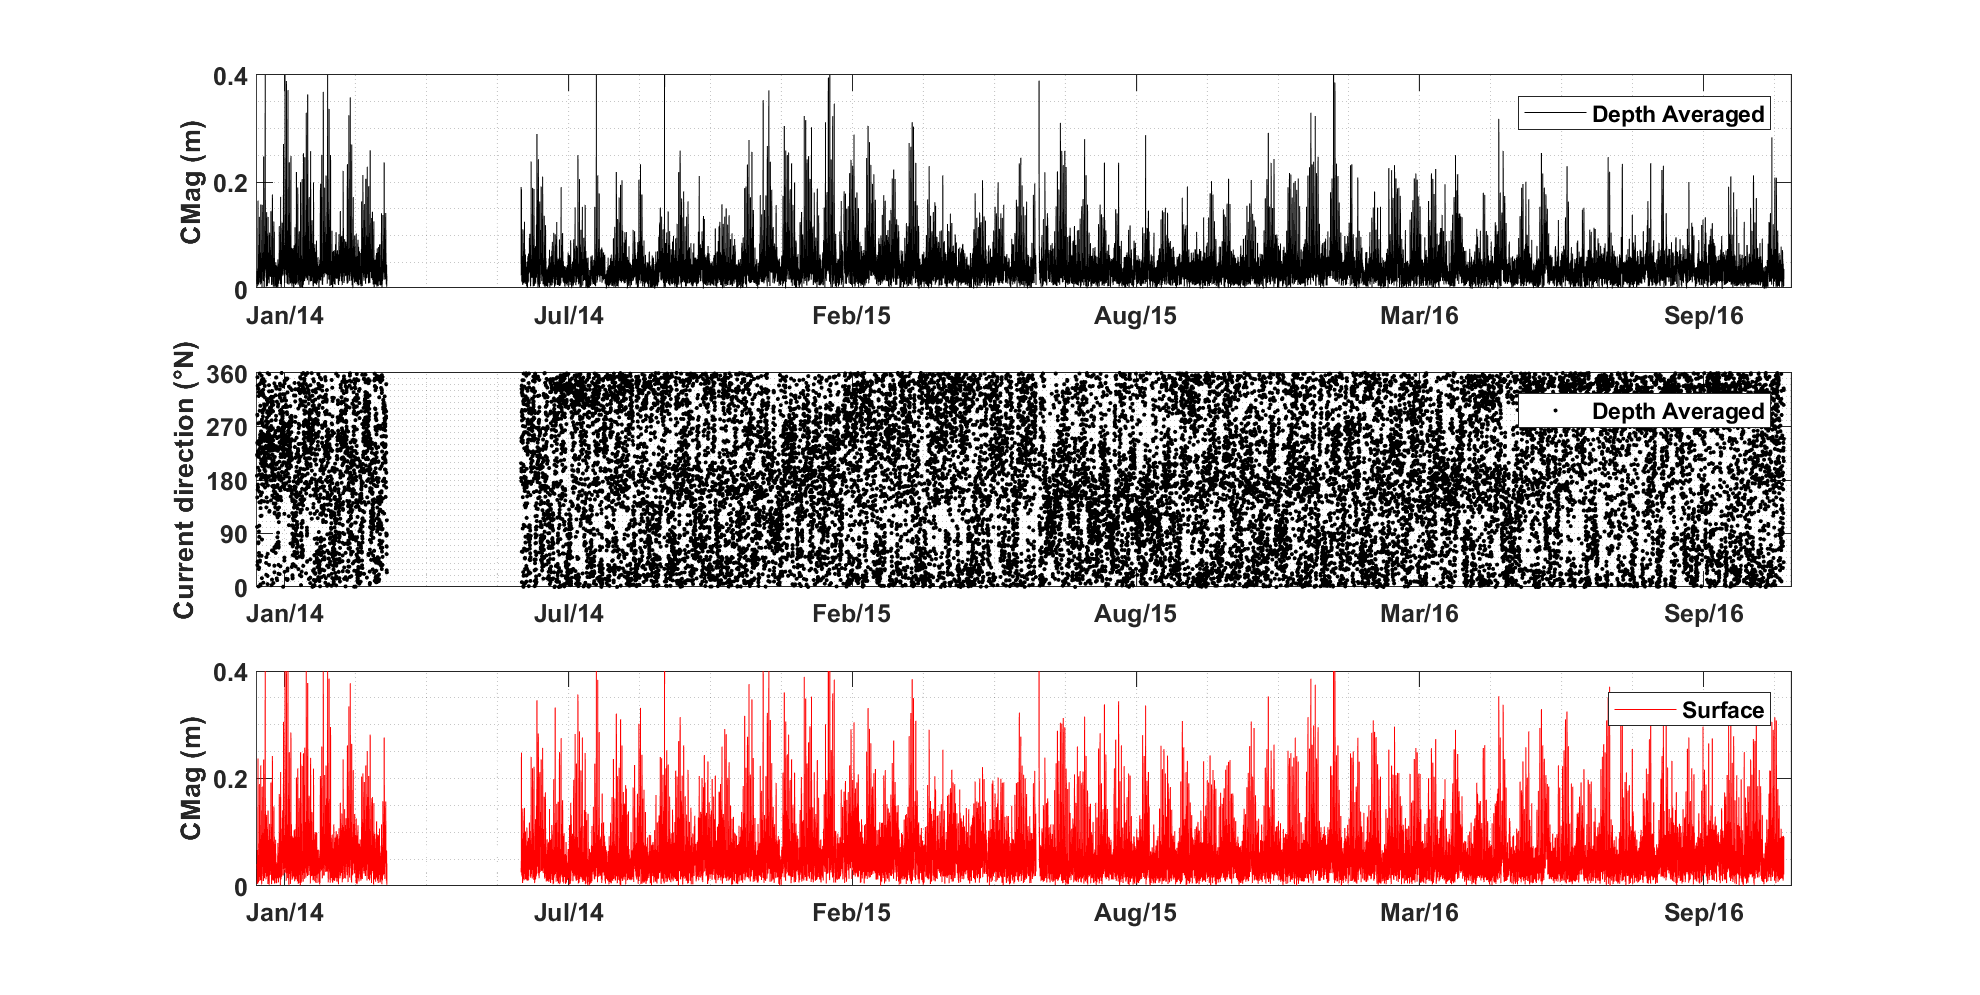 CMag (m)
0.4
0.2
0
Depth Averaged
Jan/14 Jul/14 Feb/15 Aug/15 Mar/16 Sep/16
Current direction (°N)
360
270
180
90
0
Depth Averaged
Jan/14 Jul/14 Feb/15 Aug/15 Mar/16 Sep/16
CMag (m)
0.4
0.2
0
Surface
Jan/14 Jul/14 Feb/15 Aug/15 Mar/16 Sep/16